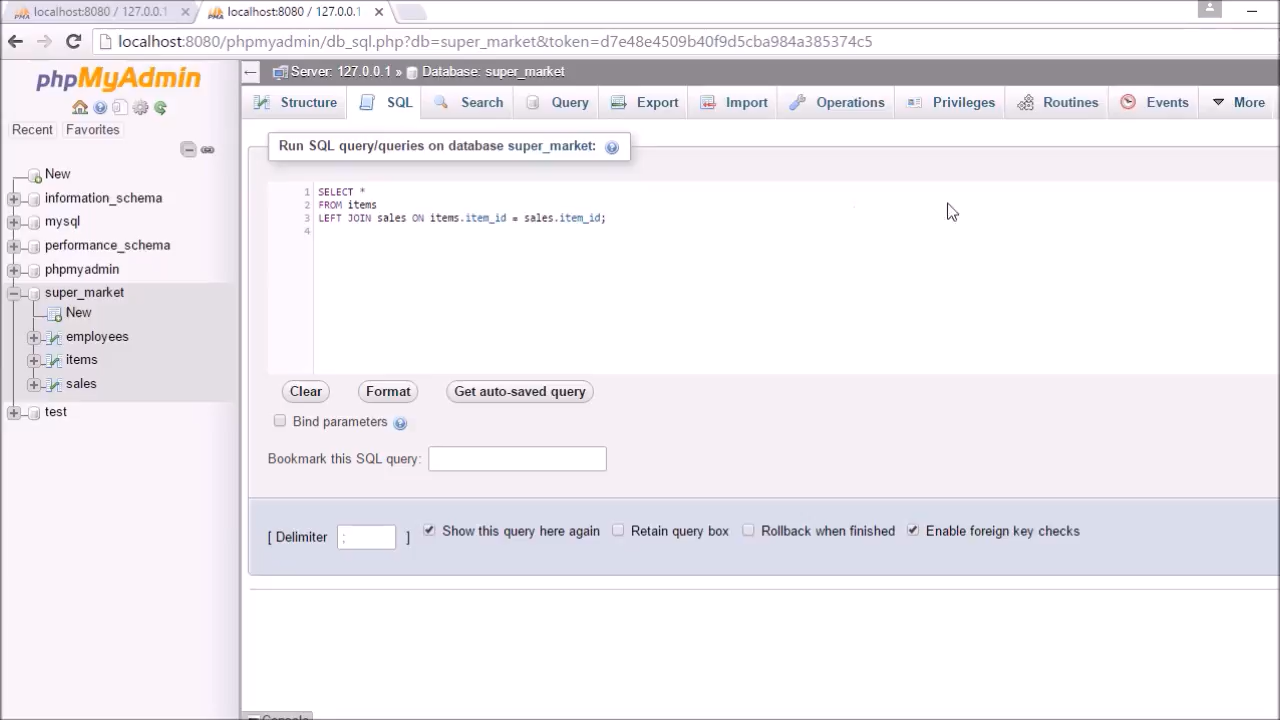 localhost:8080 / 127.0.0.1
localhost:8080 / 127.0.0.1
localhost:8080/phpmyadmin/db_sql.php?db=super_market&token=d7e48e4509b40f9d5cba984a385374c5
phpMyAdmin
Recent Favorites
New
information_schema
mysql
performance_schema
phpmyadmin
super_market
New
employees
items
sales
test
Server: 127.0.0.1 » Database: super_market
Structure SQL Search Query Export Import Operations Privileges Routines Events More
Run SQL query/queries on database super_market:
1 SELECT *
2 FROM items
3 LEFT JOIN sales ON items.item_id = sales.item_id;
4
Clear Format Get auto-saved query
Bind parameters
Bookmark this SQL query:
[ Delimiter ; ] Show this query here again Retain query box Rollback when finished Enable foreign key checks
Console